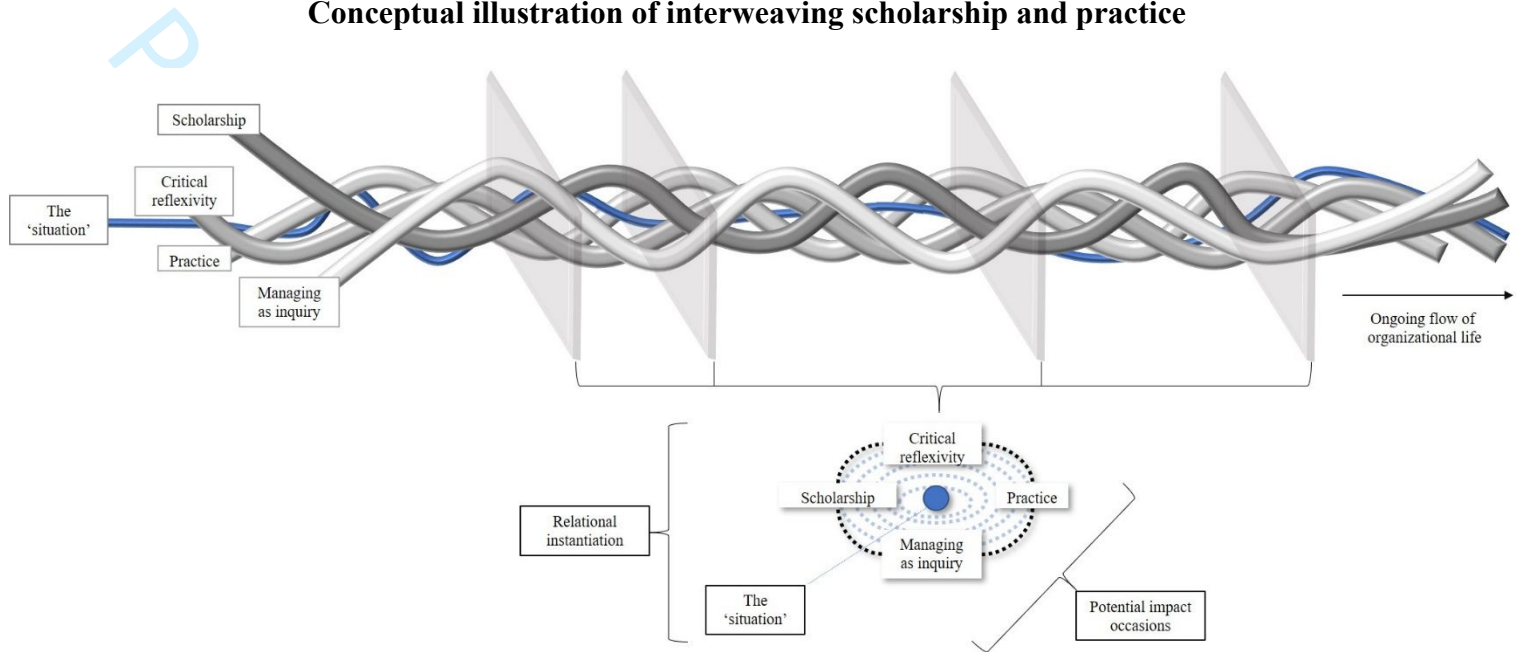 Conceptual illustration of interweaving scholarship and practice
P
Scholarship
Critical
reflexivity
The
‘situation’
Practice
Managing
as inquiry
Ongoing flow of
organizational life
Critical
reflexivity
Scholarship
Practice
Relational
instantiation
Managing
as inquiry
The
‘situation’
Potential impact
occasions